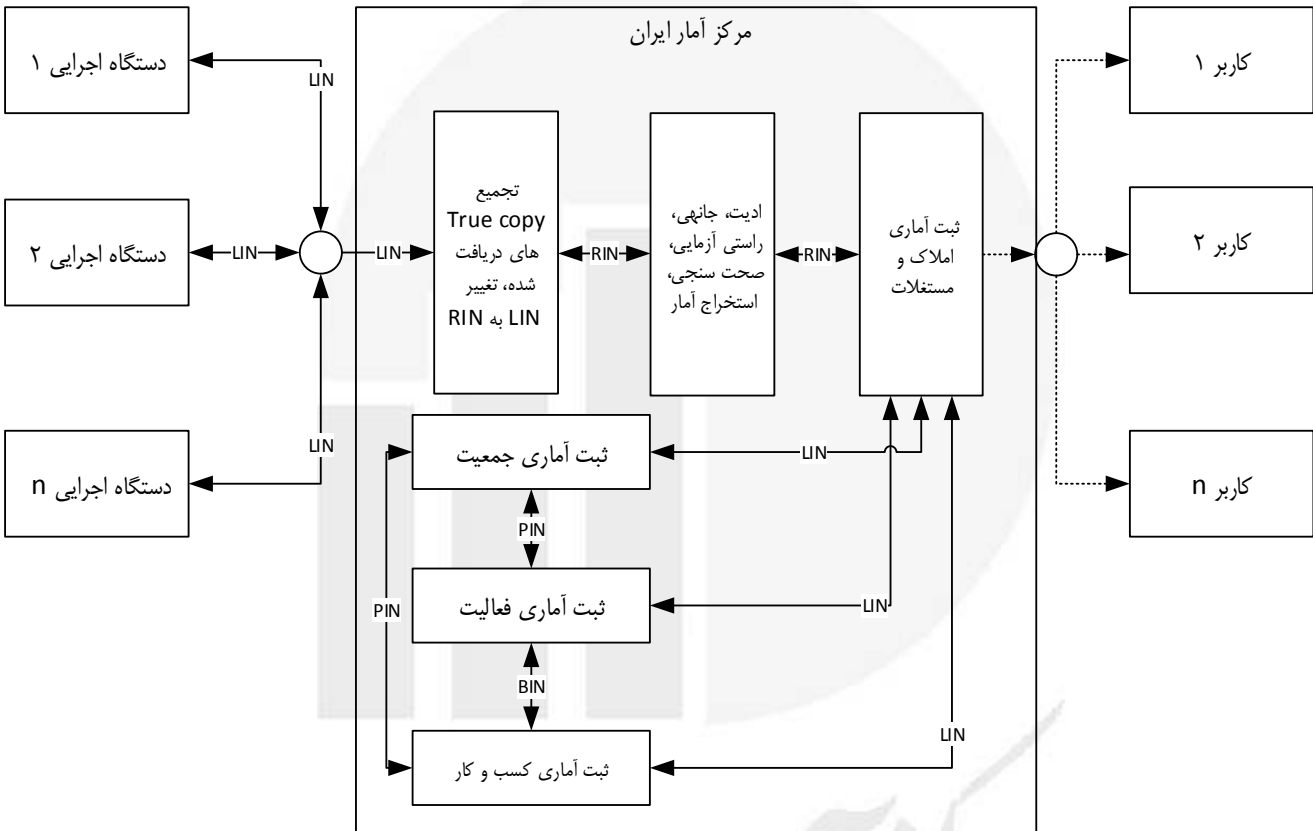 مرکز آمار ایران
دستگاه اجرایی ۱
دستگاه اجرایی ۲
دستگاه اجرایی n
LIN
LIN
LIN
LIN
تجمیع
True copy
های دریافت
شده، تغییر
LIN به RIN
RIN
ادیت، جانهی،
راستی آزمایی،
صحت سنجی،
استخراج آمار
RIN
ثبت آماری
املاک و
مستغلات
کاربر ۱
کاربر ۲
کاربر n
ثبت آماری جمعیت
LIN
PIN
ثبت آماری فعالیت
LIN
PIN
BIN
ثبت آماری کسب و کار
LIN